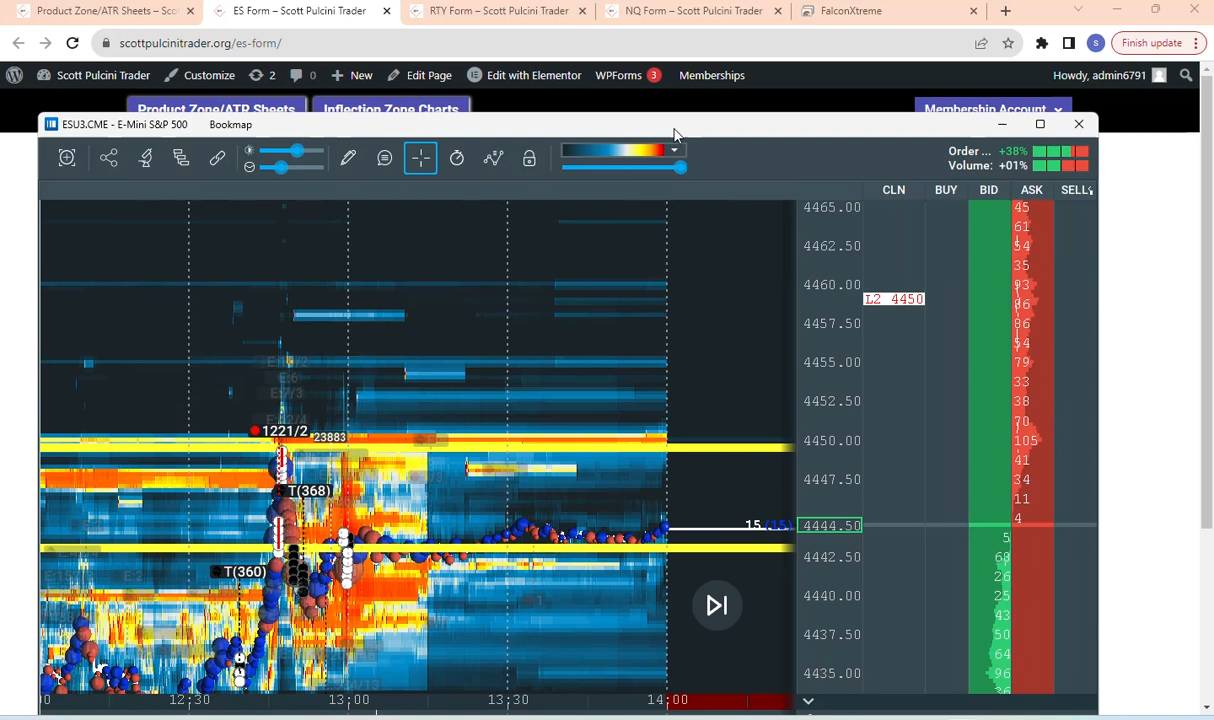 Product Zone/ATR Sheets – Sco
ES Form – Scott Pulcini Trader
RTY Form – Scott Pulcini Trader
NQ Form – Scott Pulcini Trader
FalconXtreme
scottpulcinitrader.org/es-form/
S
Finish update
Scott Pulcini Trader
Customize
2
New
Edit Page
Edit with Elementor
WPForms 3
Memberships
Howdy, admin6791
Product Zone/ATR Sheets
Inflection Zone Charts
Membership Account
ESU3.CME - E-Mini S&P 500 Bookmap
Order ... +38%
Volume: +01%
CLN BUY BID ASK SELL
4465.00 45
61
4462.50 54
35
4460.00 93
L2 4450 86
4457.50 86
54
4455.00 79
33
4452.50 38
70
4450.00 105
41
4447.50 34
11
4
4444.50
5
4442.50 68
26
4440.00 25
43
4437.50 50
64
4435.00 96
1221/2
23883
T(368)
T(360)
15 (15)
12:30 13:00 13:30 14:00